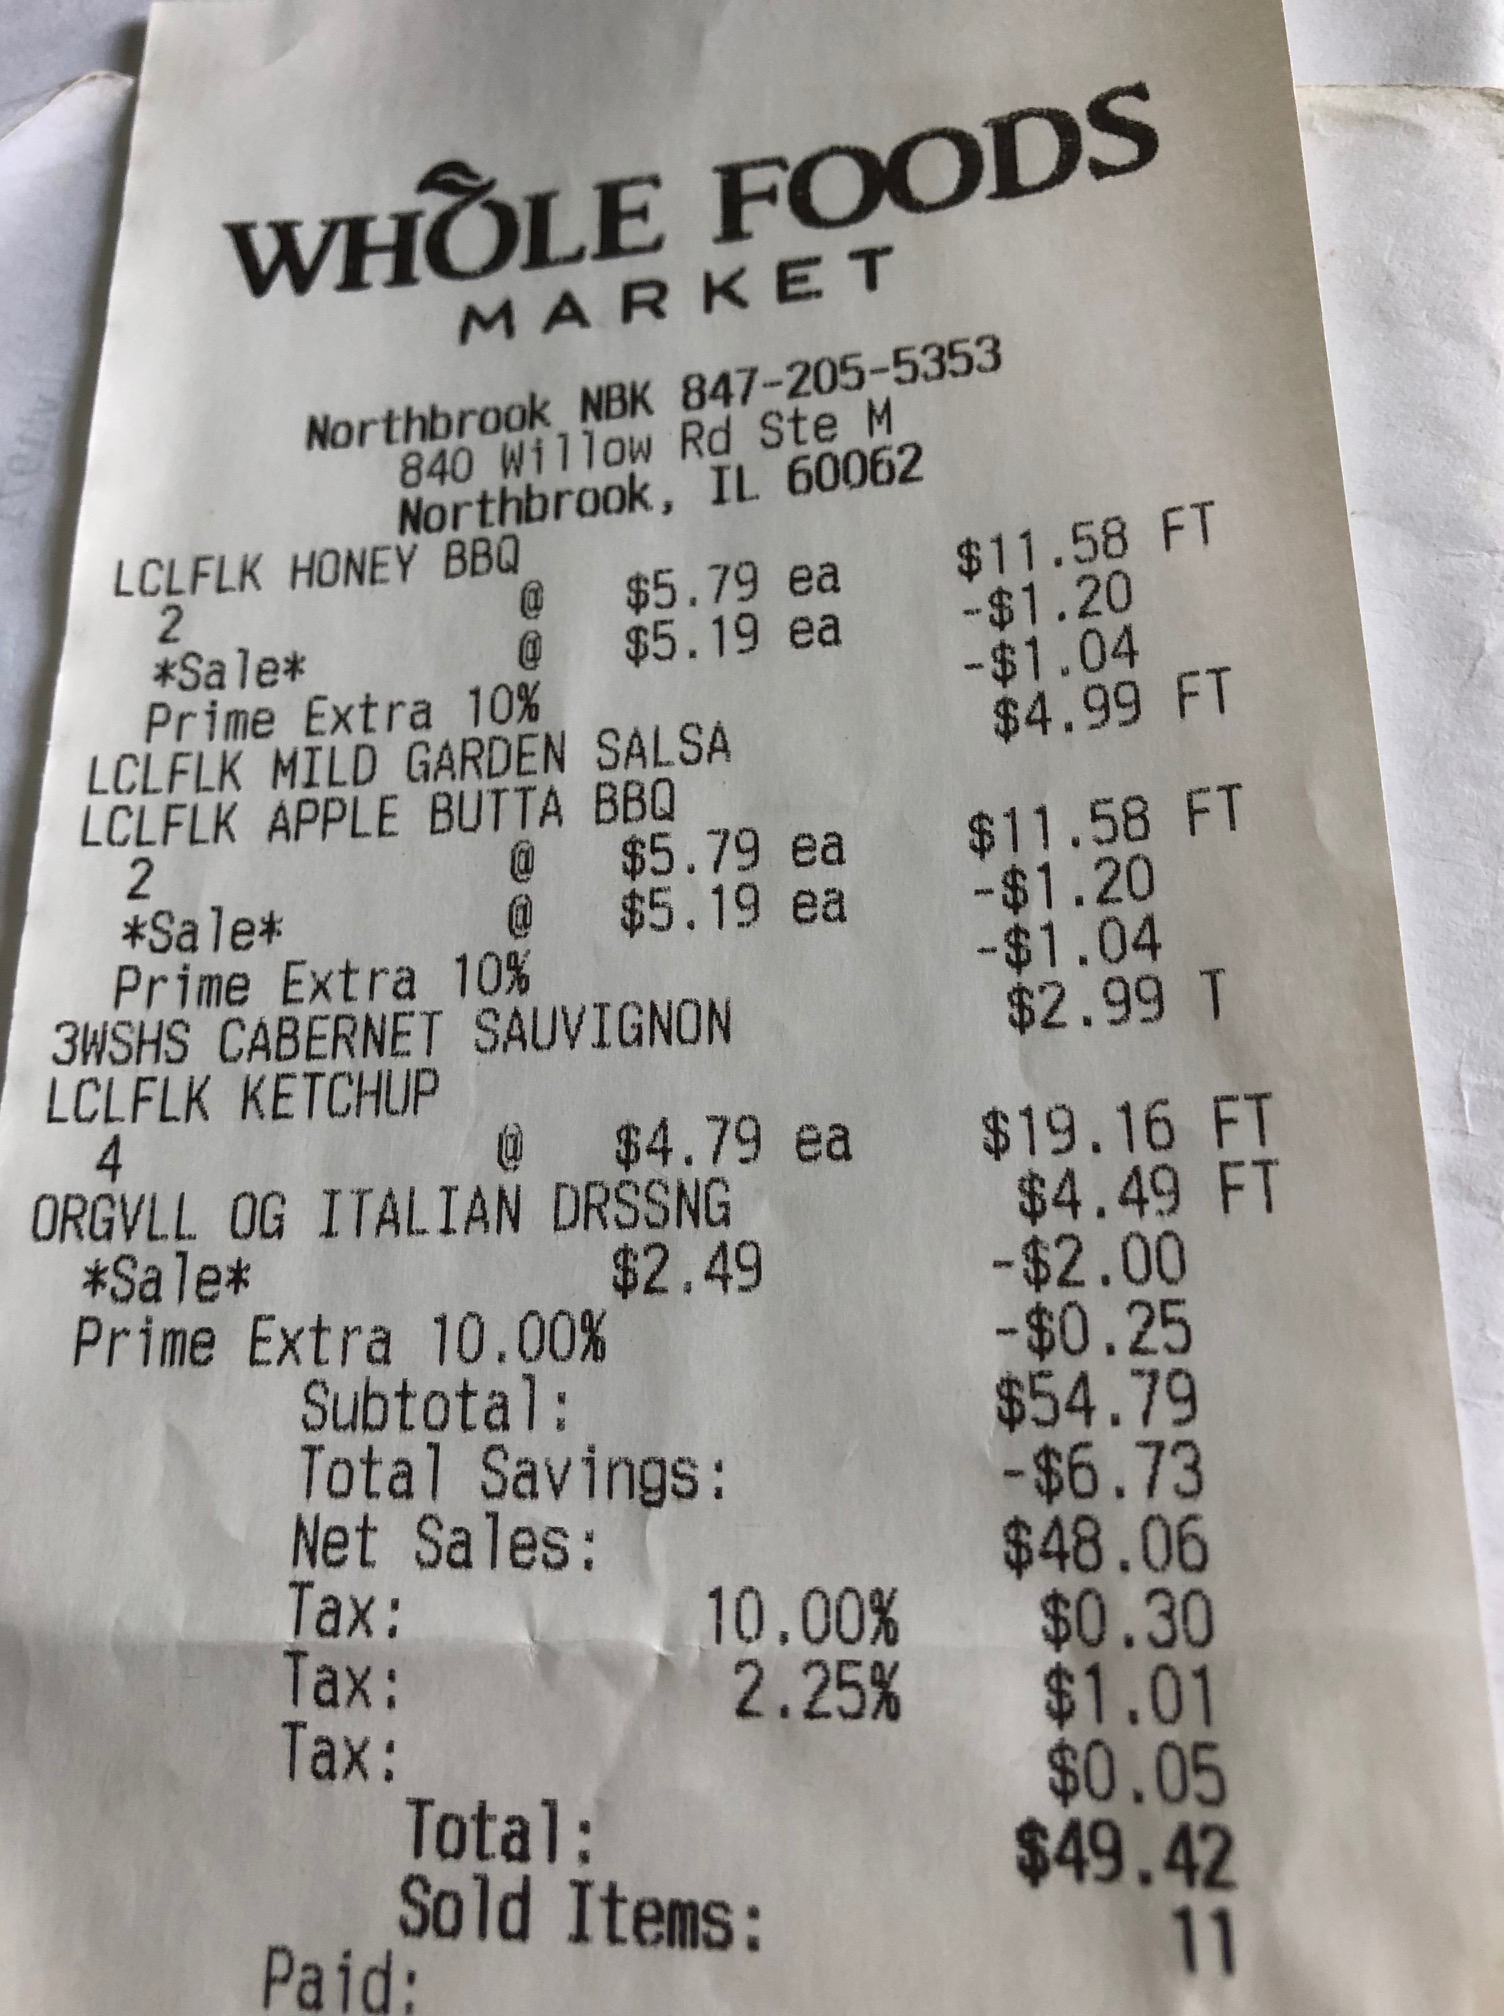 WHOLE FOODS
MARKET
Northbrook NBK 847-205-5353
840 Willow Rd Ste M
Northbrook, IL 60062
LCLFLK HONEY BBQ $11.58 FT
2 @ $5.79 ea -$1.20
*Sale* @ $5.19 ea -$1.04
Prime Extra 10%
LCLFLK MILD GARDEN SALSA $4.99 FT
LCLFLK APPLE BUTTA BBQ
2 @ $5.79 ea $11.58 FT
*Sale* @ $5.19 ea -$1.20
Prime Extra 10% -$1.04
3WSHS CABERNET SAUVIGNON $2.99 T
LCLFLK KETCHUP
4 @ $4.79 ea $19.16 FT
ORGVLL OG ITALIAN DRSSNG $4.49 FT
*Sale* $2.49 -$2.00
Prime Extra 10.00% -$0.25
Subtotal: $54.79
Total Savings: -$6.73
Net Sales: $48.06
Tax: 10.00% $0.30
Tax: 2.25% $1.01
Tax: $0.05
Total: $49.42
Sold Items: 11
Paid: